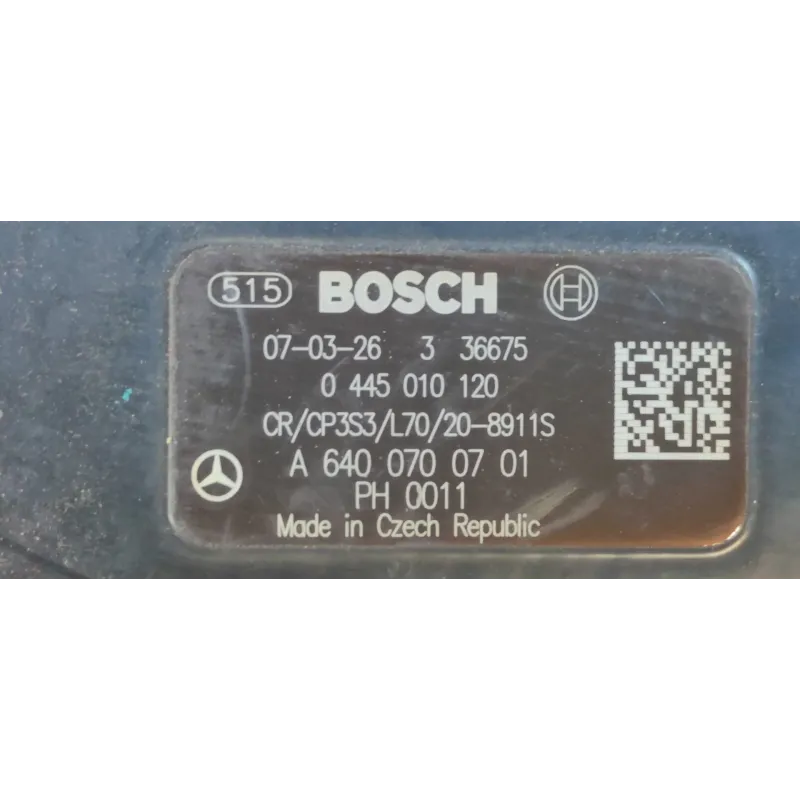 515 BOSCH
07-03-26 3 36675
0 445 010 120
CR/CP3S3/L70/20-8911S
A 640 070 07 01
PH 0011
Made in Czech Republic